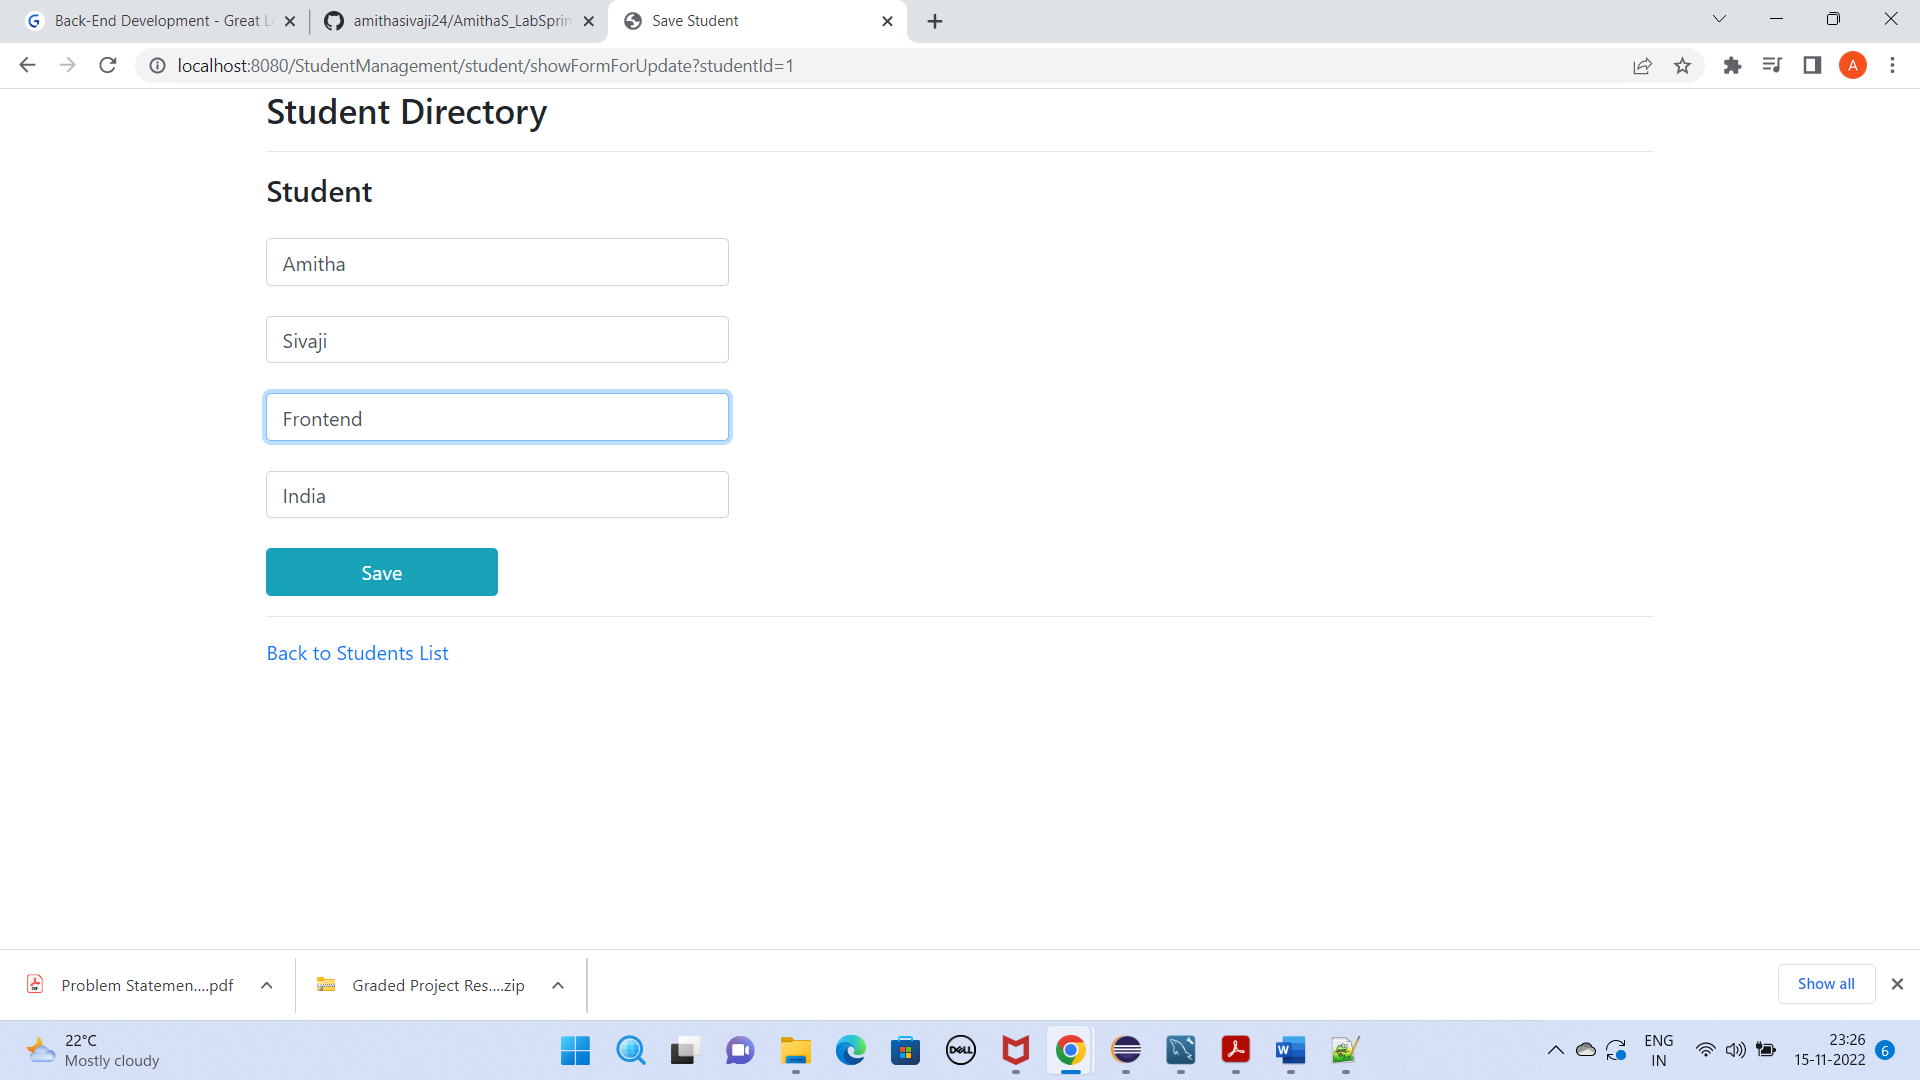 Back-End Development - Great L
amithasivaji24/AmithaS_LabSprin
Save Student
localhost:8080/StudentManagement/student/showFormForUpdate?studentId=1
A
Student Directory
Student
Amitha
Sivaji
Frontend
India
Save
Back to Students List
Problem Statemen....pdf
Graded Project Res....zip
Show all
22°C
Mostly cloudy
DELL
W
ENG
IN
23:26
15-11-2022
6